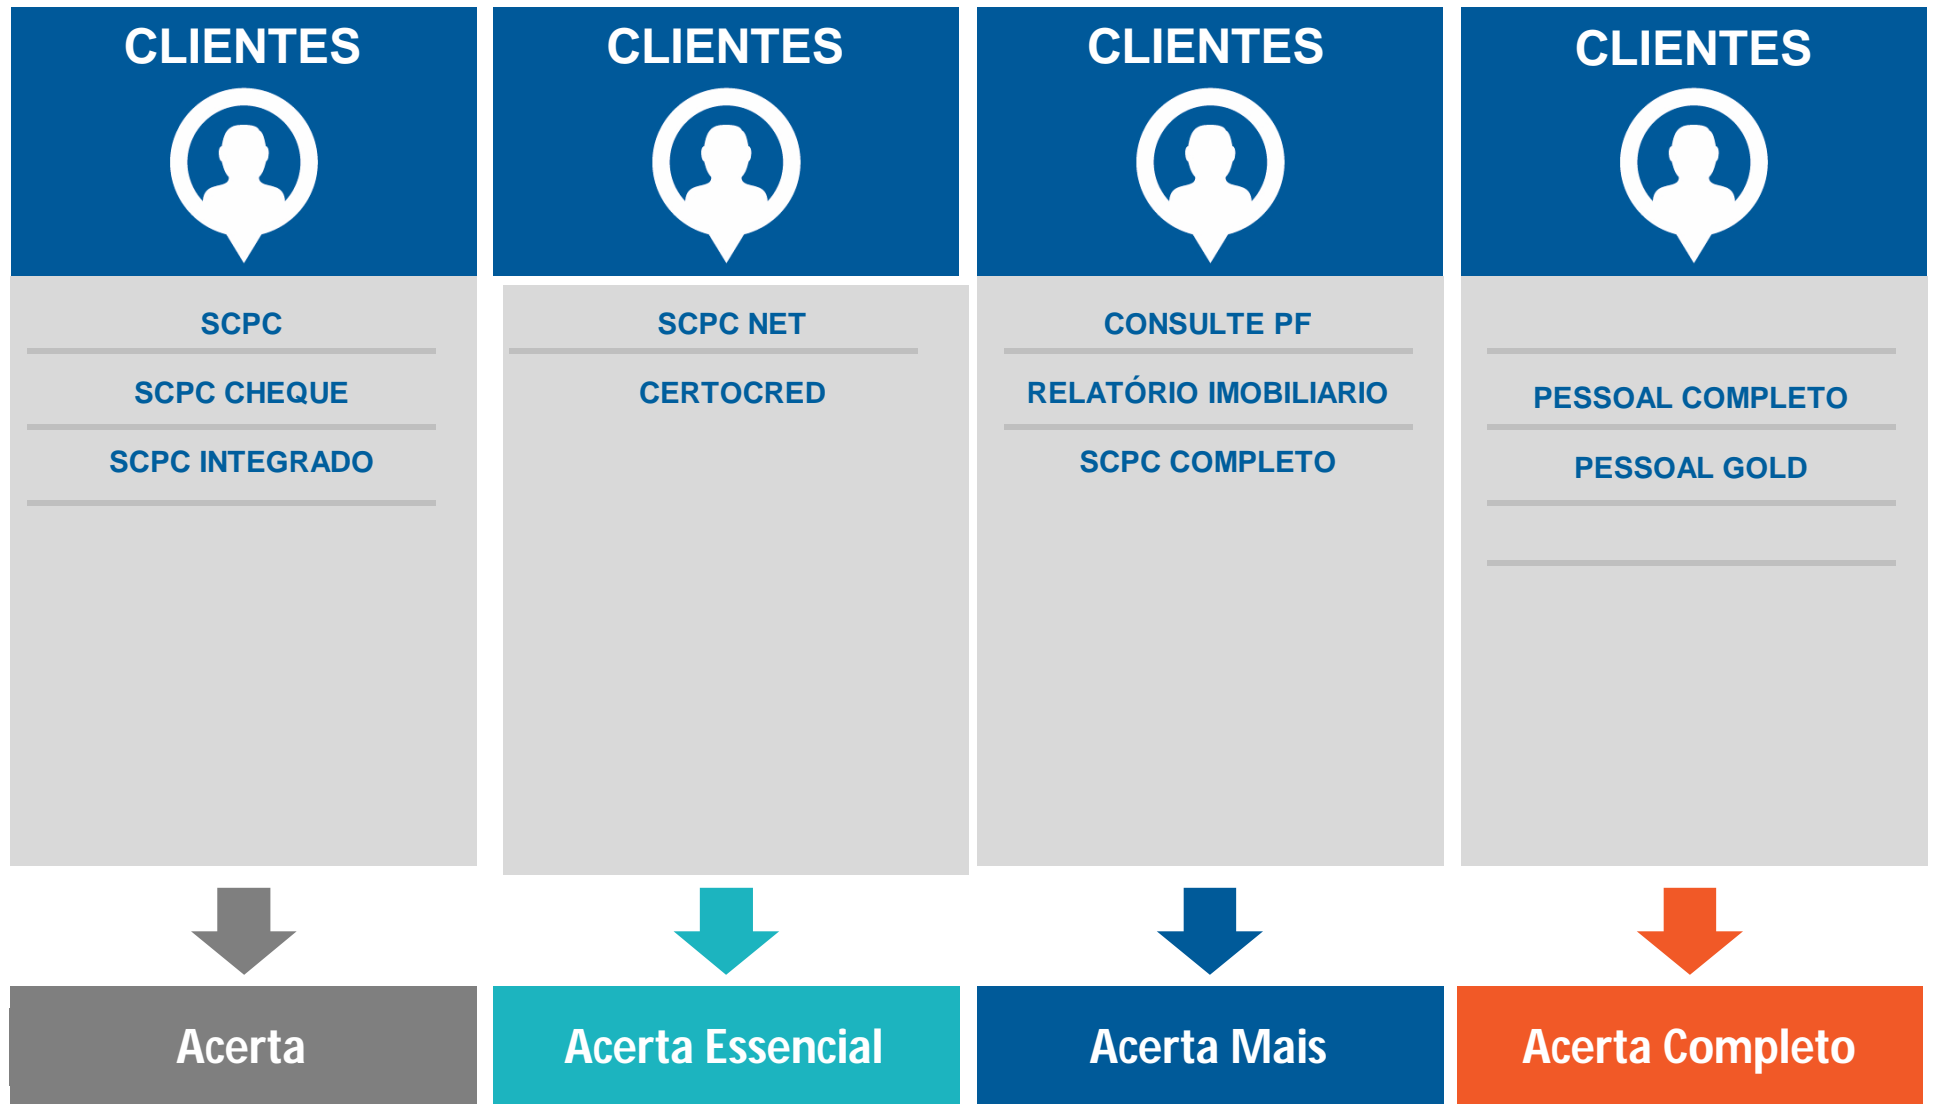 CLIENTES
SCPC
SCPC CHEQUE
SCPC INTEGRADO
Acerta
CLIENTES
SCPC NET
CERTOCRED
Acerta Essencial
CLIENTES
CONSULTE PF
RELATÓRIO IMOBILIARIO
SCPC COMPLETO
Acerta Mais
CLIENTES
PESSOAL COMPLETO
PESSOAL GOLD
Acerta Completo